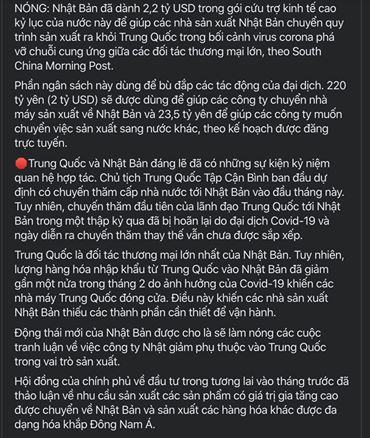 NÓNG: Nhật Bản đã dành 2,2 tỷ USD trong gói cứu trợ kinh tế cao
kỷ lục của nước này để giúp các nhà sản xuất Nhật Bản chuyển quy
trình sản xuất ra khỏi Trung Quốc trong bối cảnh virus corona phá
vỡ chuỗi cung ứng giữa các đối tác thương mại lớn, theo South
China Morning Post.
Phần ngân sách này dùng để bù đắp các tác động của đại dịch. 220
tỷ yên (2 tỷ USD) sẽ được dùng để giúp các công ty chuyển nhà
máy sản xuất về Nhật Bản và 23,5 tỷ yên để giúp các công ty muốn
chuyển việc sản xuất sang nước khác, theo kế hoạch được đăng
trực tuyến.
🔴Trung Quốc và Nhật Bản đáng lẽ đã có những sự kiện kỷ niệm
quan hệ hợp tác. Chủ tịch Trung Quốc Tập Cận Bình ban đầu dự
định có chuyến thăm cấp nhà nước tới Nhật Bản vào đầu tháng này.
Tuy nhiên, chuyến thăm đầu tiên của lãnh đạo Trung Quốc tới Nhật
Bản trong một thập kỷ qua đã bị hoãn lại do đại dịch Covid-19 và
ngày diễn ra chuyến thăm thay thế vẫn chưa được sắp xếp.
Trung Quốc là đối tác thương mại lớn nhất của Nhật Bản. Tuy nhiên,
lượng hàng hóa nhập khẩu từ Trung Quốc vào Nhật Bản đã giảm
gần một nửa trong tháng 2 do ảnh hưởng của Covid-19 khiến các
nhà máy Trung Quốc đóng cửa. Điều này khiến các nhà sản xuất
Nhật Bản thiếu các thành phần cần thiết để vận hành.
Động thái mới của Nhật Bản được cho là sẽ làm nóng các cuộc
tranh luận về việc công ty Nhật giảm phụ thuộc vào Trung Quốc
trong vai trò sản xuất.
Hội đồng của chính phủ về đầu tư trong tương lai vào tháng trước đã
thảo luận về nhu cầu sản xuất các sản phẩm có giá trị gia tăng cao
được chuyển về Nhật Bản và sản xuất các hàng hóa khác được đa
dạng hóa khắp Đông Nam Á.